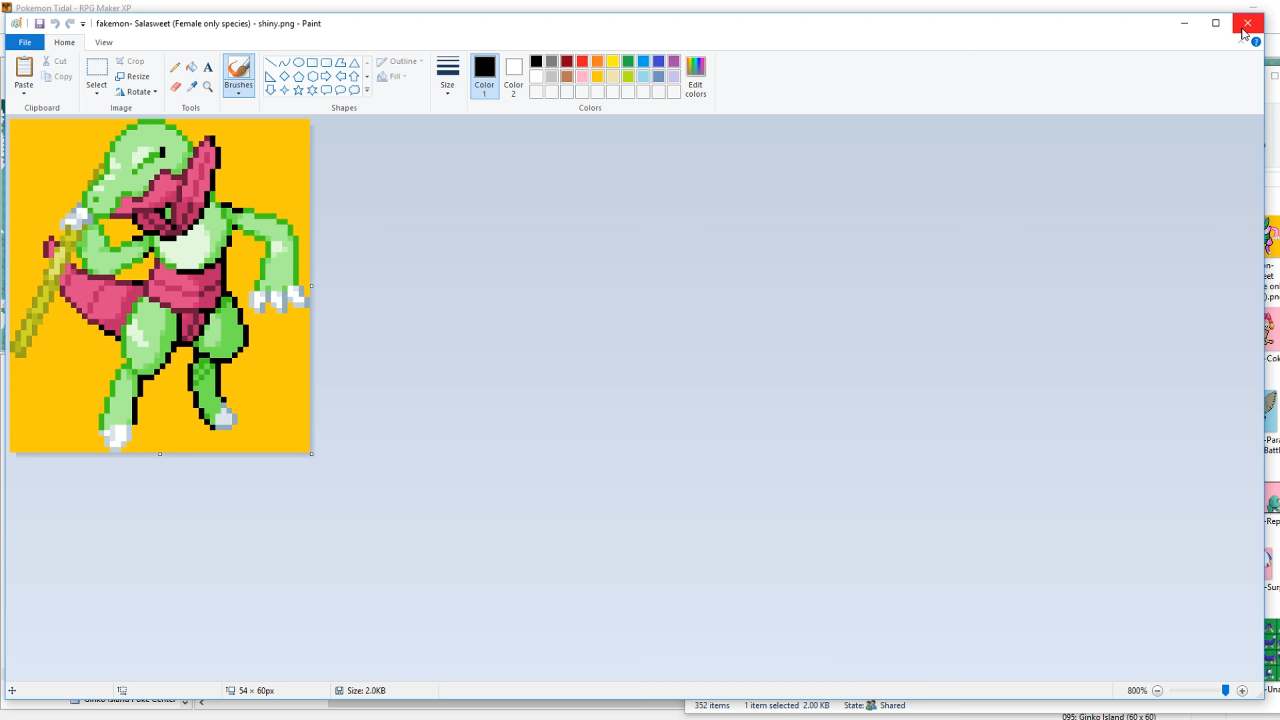 Pokemon Tidal - RPG Maker XP
fakemon- Salasweet (Female only species) - shiny.png - Paint
File Home View
Paste
Cut
Copy
Clipboard
Select
Crop
Resize
Rotate
Image
A
Tools
Brushes
Outline
Fill
Shapes
Size
Color 1
Color 2
Edit colors
Colors
54 × 60px
Size: 2.0KB
800%
Ginko Island Poke Center
352 items 1 item selected 2.00 KB State: Shared
095: Ginko Island (60 x 60)